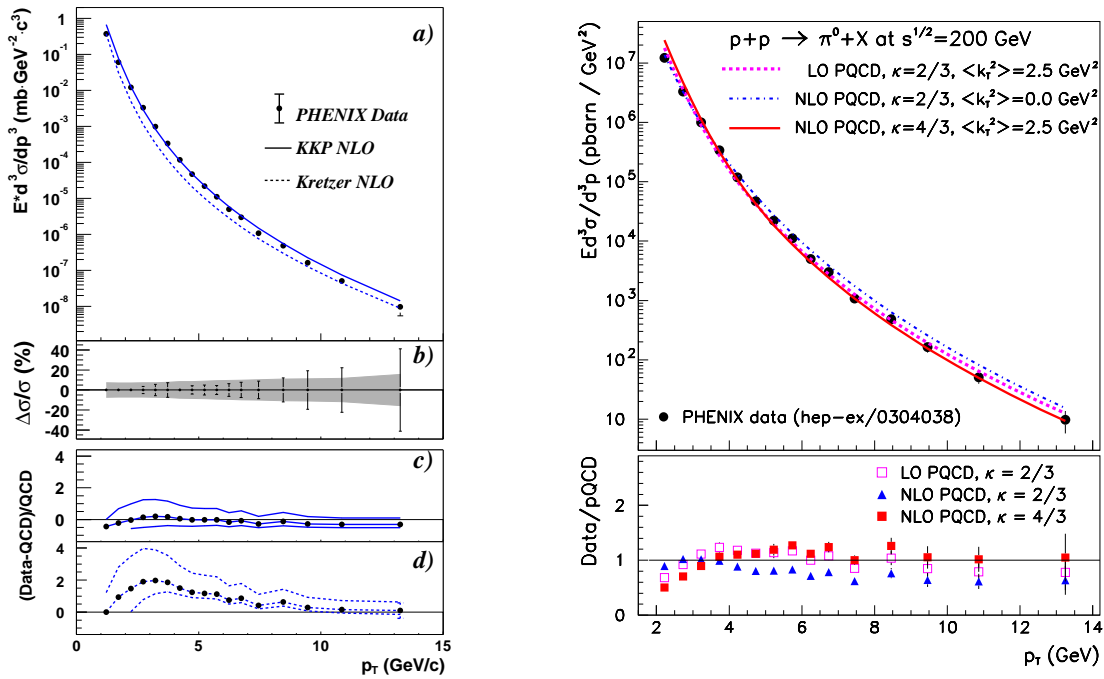 E* d³σ/dp³ (mb·GeV⁻²·c³)
1
10⁻¹
10⁻²
10⁻³
10⁻⁴
10⁻⁵
10⁻⁶
10⁻⁷
10⁻⁸
a)
PHENIX Data
KKP NLO
Kretzer NLO
Δσ/σ (%)
40
20
0
-20
-40
b)
(Data-QCD)/QCD
4
2
0
c)
4
2
0
d)
0 5 10 15
p_T (GeV/c)
Ed³σ/d³p (pbarn / GeV²)
10⁷
10⁶
10⁵
10⁴
10³
10²
10
p+p → π⁰+X at s^1/2=200 GeV
LO PQCD, κ=2/3, <k_T²>=2.5 GeV²
NLO PQCD, κ=2/3, <k_T²>=0.0 GeV²
NLO PQCD, κ=4/3, <k_T²>=2.5 GeV²
PHENIX data (hep-ex/0304038)
Data/pQCD
2
1
0
LO PQCD, κ = 2/3
NLO PQCD, κ = 2/3
NLO PQCD, κ = 4/3
2 4 6 8 10 12 14
p_T (GeV)